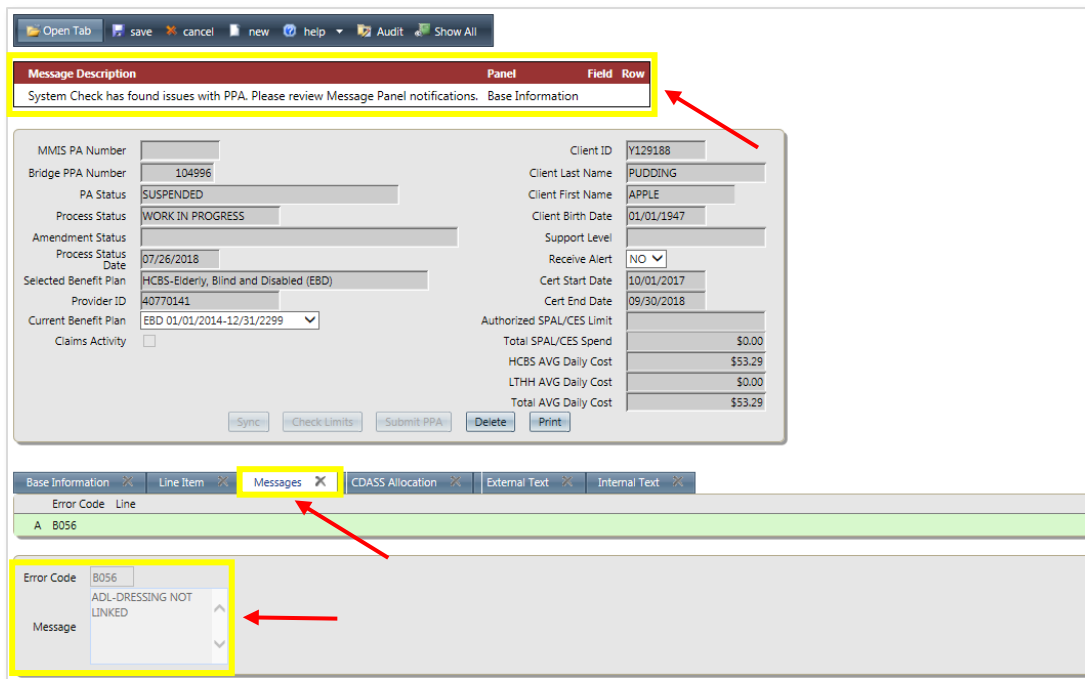 Open Tab save cancel new help Audit Show All
Message Description Panel Field Row
System Check has found issues with PPA. Please review Message Panel notifications. Base Information
MMIS PA Number Client ID Y129188
Bridge PPA Number 104996 Client Last Name PUDDING
PA Status SUSPENDED Client First Name APPLE
Process Status WORK IN PROGRESS Client Birth Date 01/01/1947
Amendment Status Support Level
Process Status Date 07/26/2018 Receive Alert NO
Selected Benefit Plan HCBS-Elderly, Blind and Disabled (EBD) Cert Start Date 10/01/2017
Provider ID 40770141 Cert End Date 09/30/2018
Current Benefit Plan EBD 01/01/2014-12/31/2299 Authorized SPAL/CES Limit
Claims Activity Total SPAL/CES Spend $0.00
HCBS AVG Daily Cost $53.29
LTHH AVG Daily Cost $0.00
Total AVG Daily Cost $53.29
Sync Check Limits Submit PPA Delete Print
Base Information Line Item Messages CDASS Allocation External Text Internal Text
Error Code Line
A B056
Error Code B056
Message ADL-DRESSING NOT
LINKED